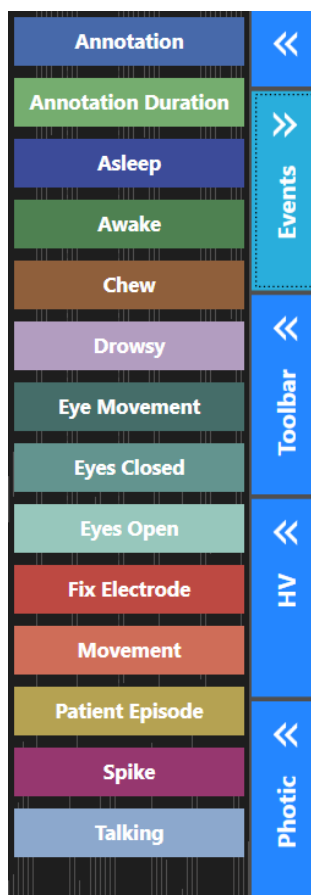 Annotation
Annotation Duration
Asleep
Awake
Chew
Drowsy
Eye Movement
Eyes Closed
Eyes Open
Fix Electrode
Movement
Patient Episode
Spike
Talking
Events
Toolbar
HV
Photic